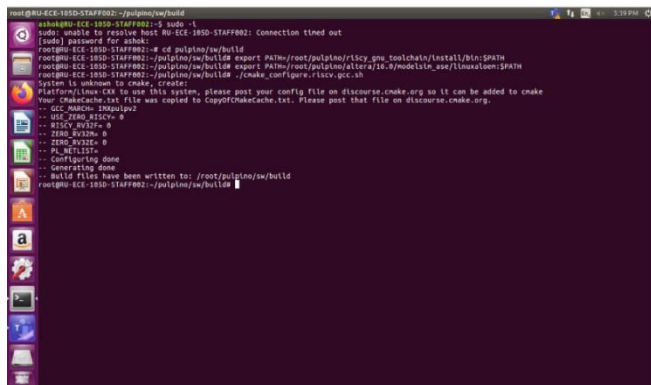 root@RU-ECE-105D-STAFF002: ~/pulpino/sw/build
3:39 PM
ashok@RU-ECE-105D-STAFF002:~$ sudo -i
sudo: unable to resolve host RU-ECE-105D-STAFF002: Connection timed out
[sudo] password for ashok:
root@RU-ECE-105D-STAFF002:~# cd pulpino/sw/build
root@RU-ECE-105D-STAFF002:~/pulpino/sw/build# export PATH=/root/pulpino/ri5cy_gnu_toolchain/install/bin:$PATH
root@RU-ECE-105D-STAFF002:~/pulpino/sw/build# export PATH=/root/pulpino/altera/16.0/modelsim_ase/linuxaloem:$PATH
root@RU-ECE-105D-STAFF002:~/pulpino/sw/build# ./cmake_configure.riscv.gcc.sh
System is unknown to cmake, create:
Platform/Linux-CXX to use this system, please post your config file on discourse.cmake.org so it can be added to cmake
Your CMakeCache.txt file was copied to CopyOfCMakeCache.txt. Please post that file on discourse.cmake.org.
-- GCC_MARCH= IMXpulpv2
-- USE_ZERO_RISCY= 0
-- RISCY_RV32F= 0
-- ZERO_RV32M= 0
-- ZERO_RV32E= 0
-- PL_NETLIST=
-- Configuring done
-- Generating done
-- Build files have been written to: /root/pulpino/sw/build
root@RU-ECE-105D-STAFF002:~/pulpino/sw/build#